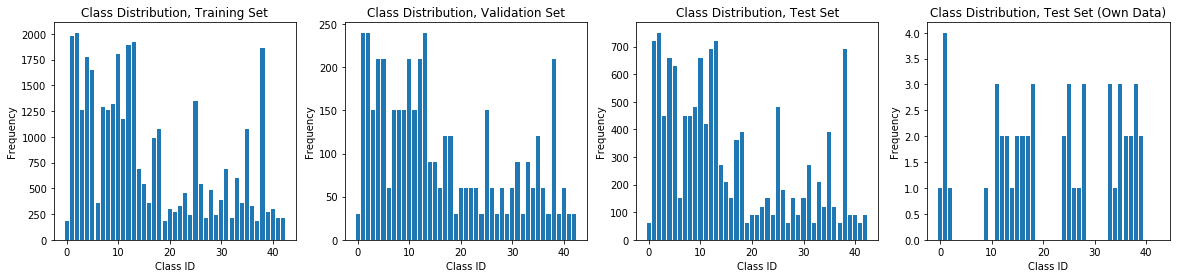 Class Distribution, Training Set
2000
1750
1500
1250
1000
750
500
250
0
Frequency
0 10 20 30 40
Class ID
Class Distribution, Validation Set
250
200
150
100
50
0
Frequency
0 10 20 30 40
Class ID
Class Distribution, Test Set
700
600
500
400
300
200
100
0
Frequency
0 10 20 30 40
Class ID
Class Distribution, Test Set (Own Data)
4.0
3.5
3.0
2.5
2.0
1.5
1.0
0.5
0.0
Frequency
0 10 20 30 40
Class ID